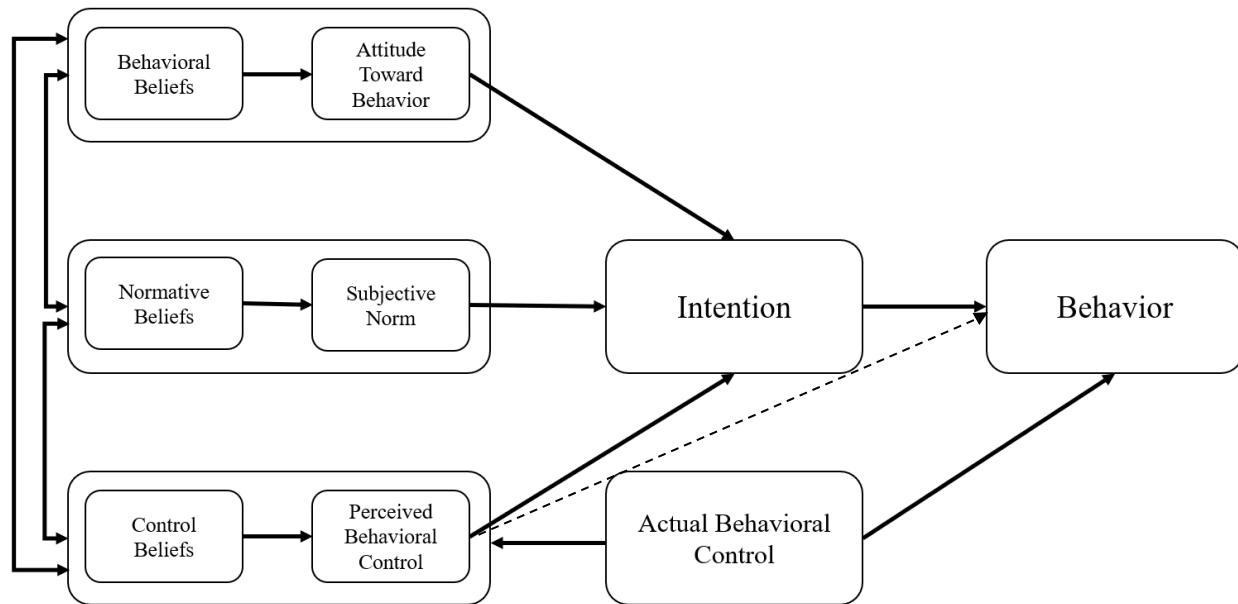 Behavioral
Beliefs
Attitude
Toward
Behavior
Normative
Beliefs
Subjective
Norm
Intention
Behavior
Control
Beliefs
Perceived
Behavioral
Control
Actual Behavioral
Control